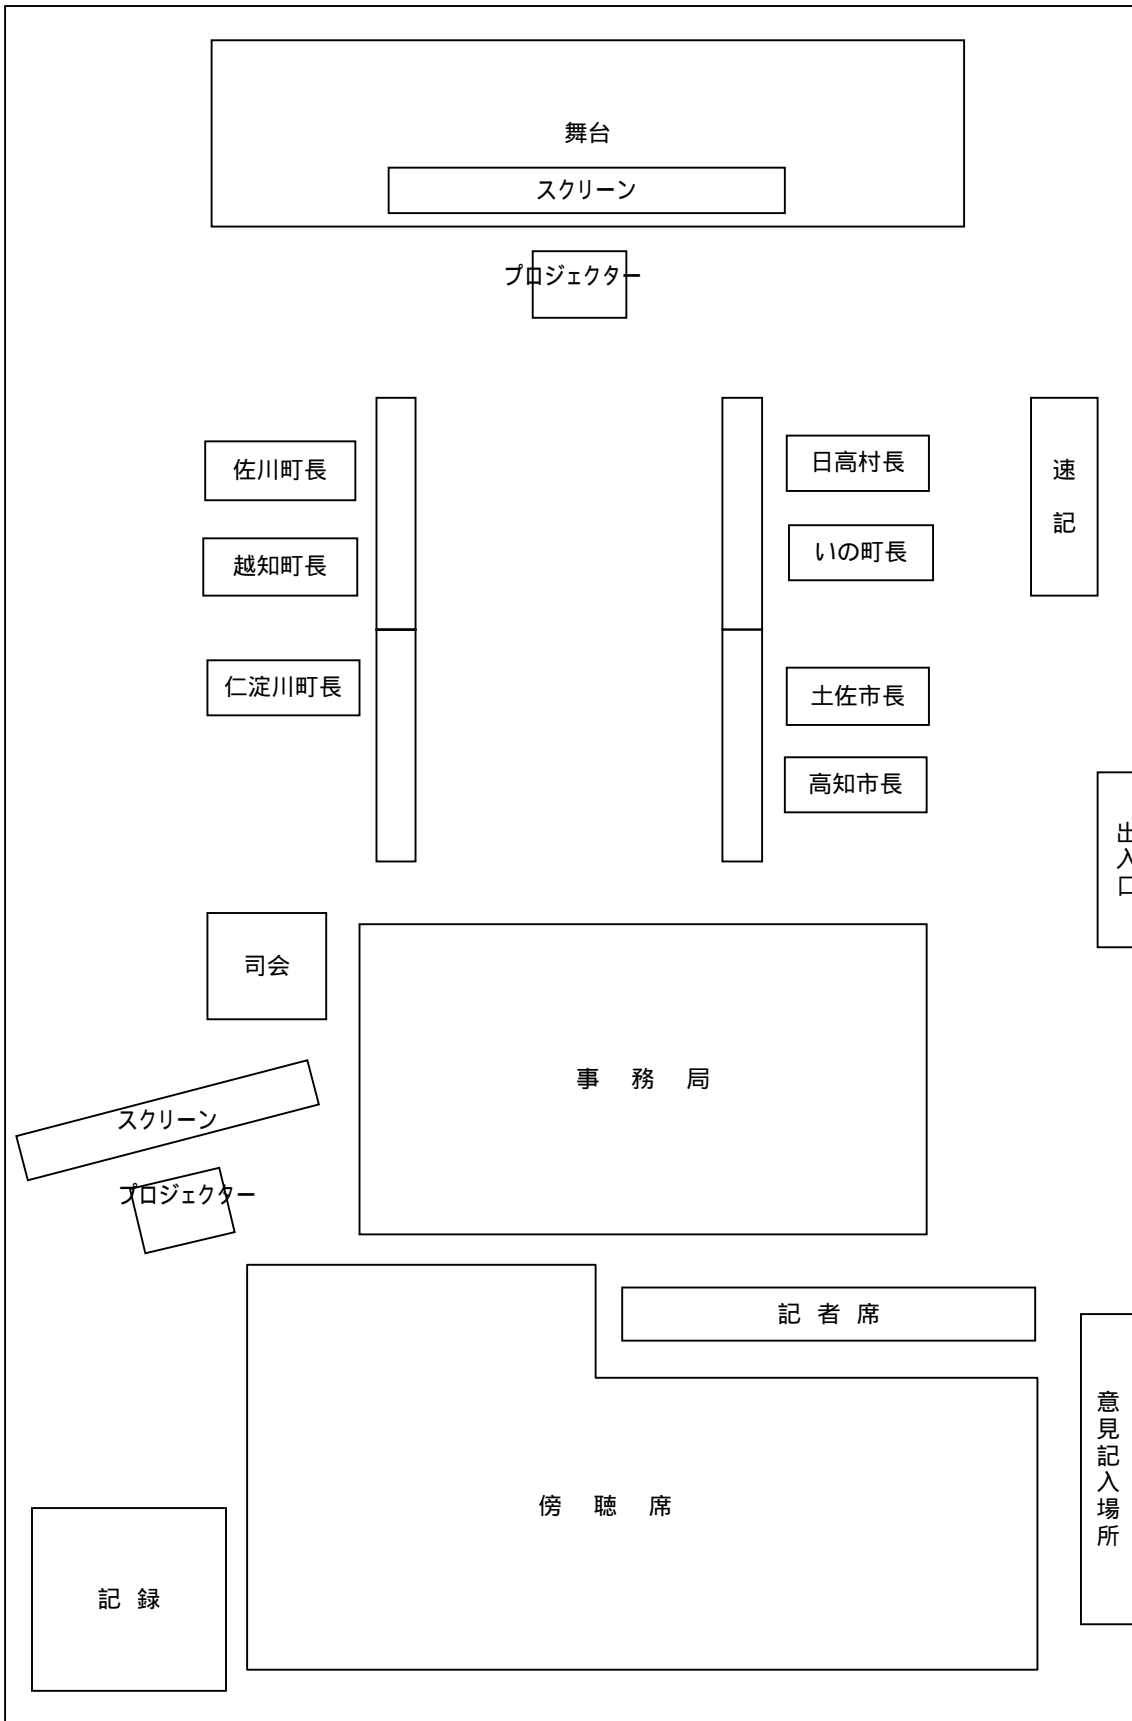 舞台
スクリーン
プロジェクター
佐川町長
越知町長
仁淀川町長
日高村長
いの町長
土佐市長
高知市長
速記
出入口
司会
事務局
スクリーン
プロジェクター
記者席
傍聴席
意見記入場所
記録